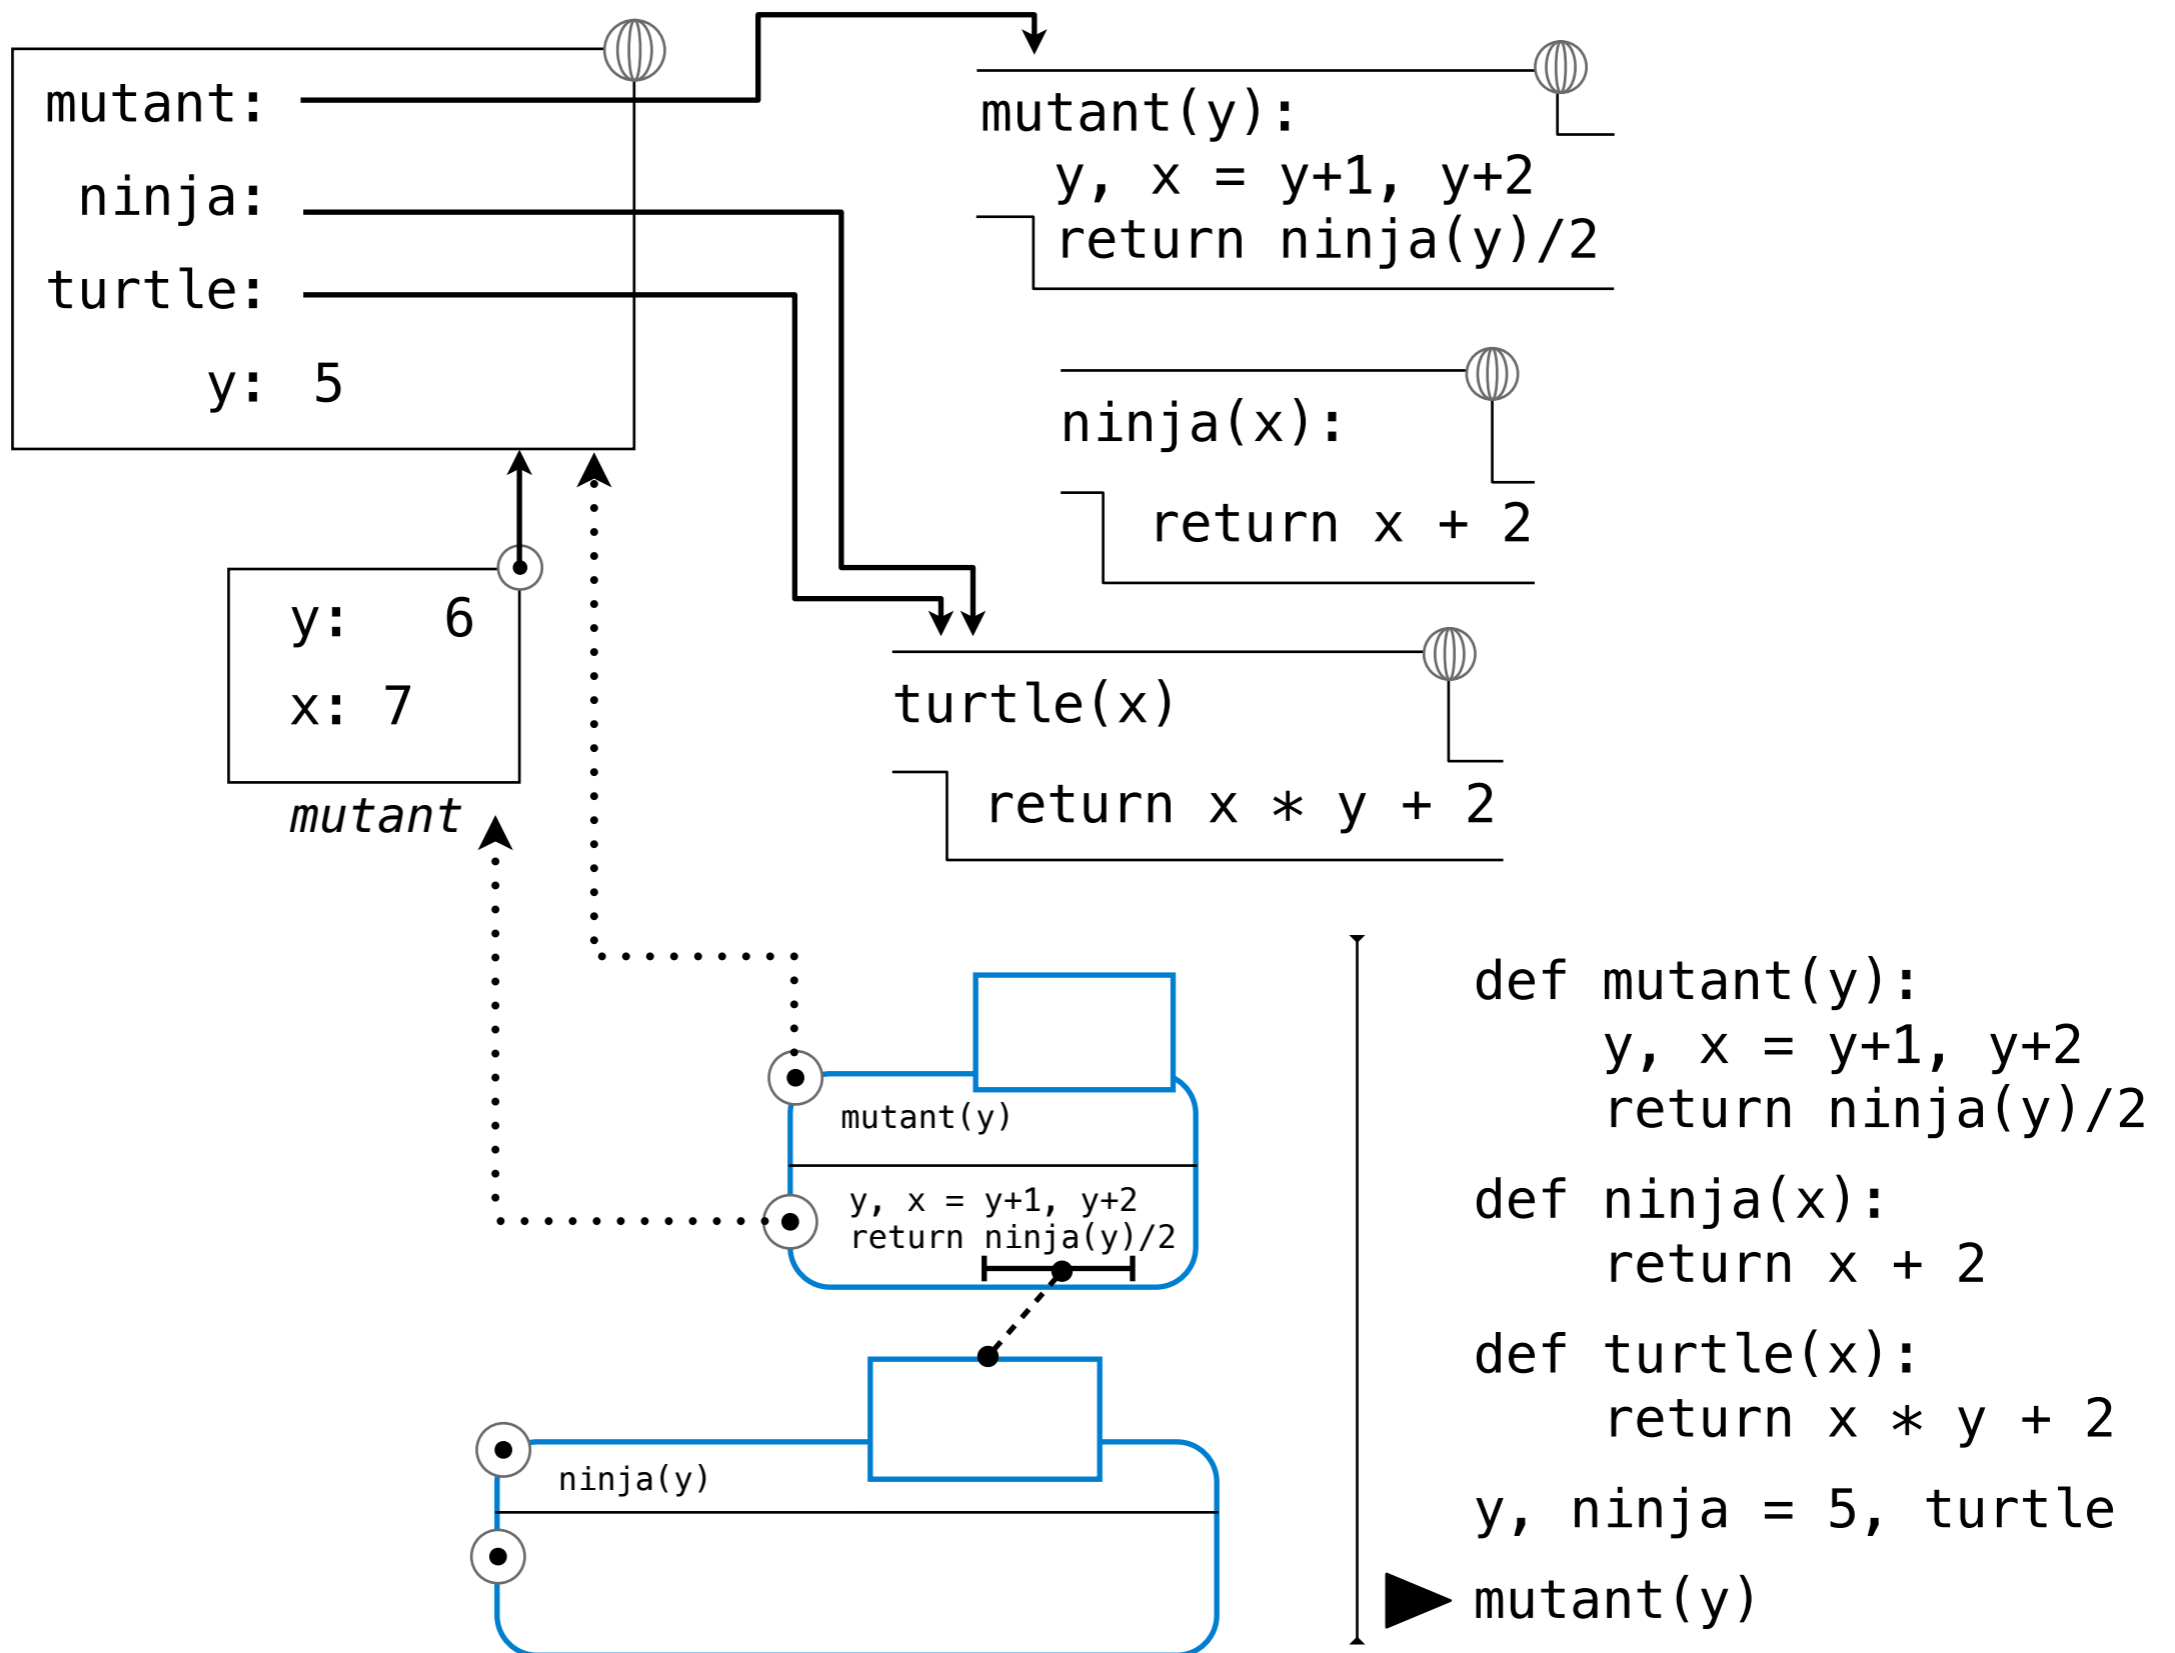 mutant:
ninja:
turtle:
y: 5
mutant(y):
y, x = y+1, y+2
return ninja(y)/2
ninja(x):
return x + 2
y: 6
x: 7
mutant
turtle(x)
return x * y + 2
mutant(y)
y, x = y+1, y+2
return ninja(y)/2
ninja(y)
def mutant(y):
y, x = y+1, y+2
return ninja(y)/2
def ninja(x):
return x + 2
def turtle(x):
return x * y + 2
y, ninja = 5, turtle
mutant(y)